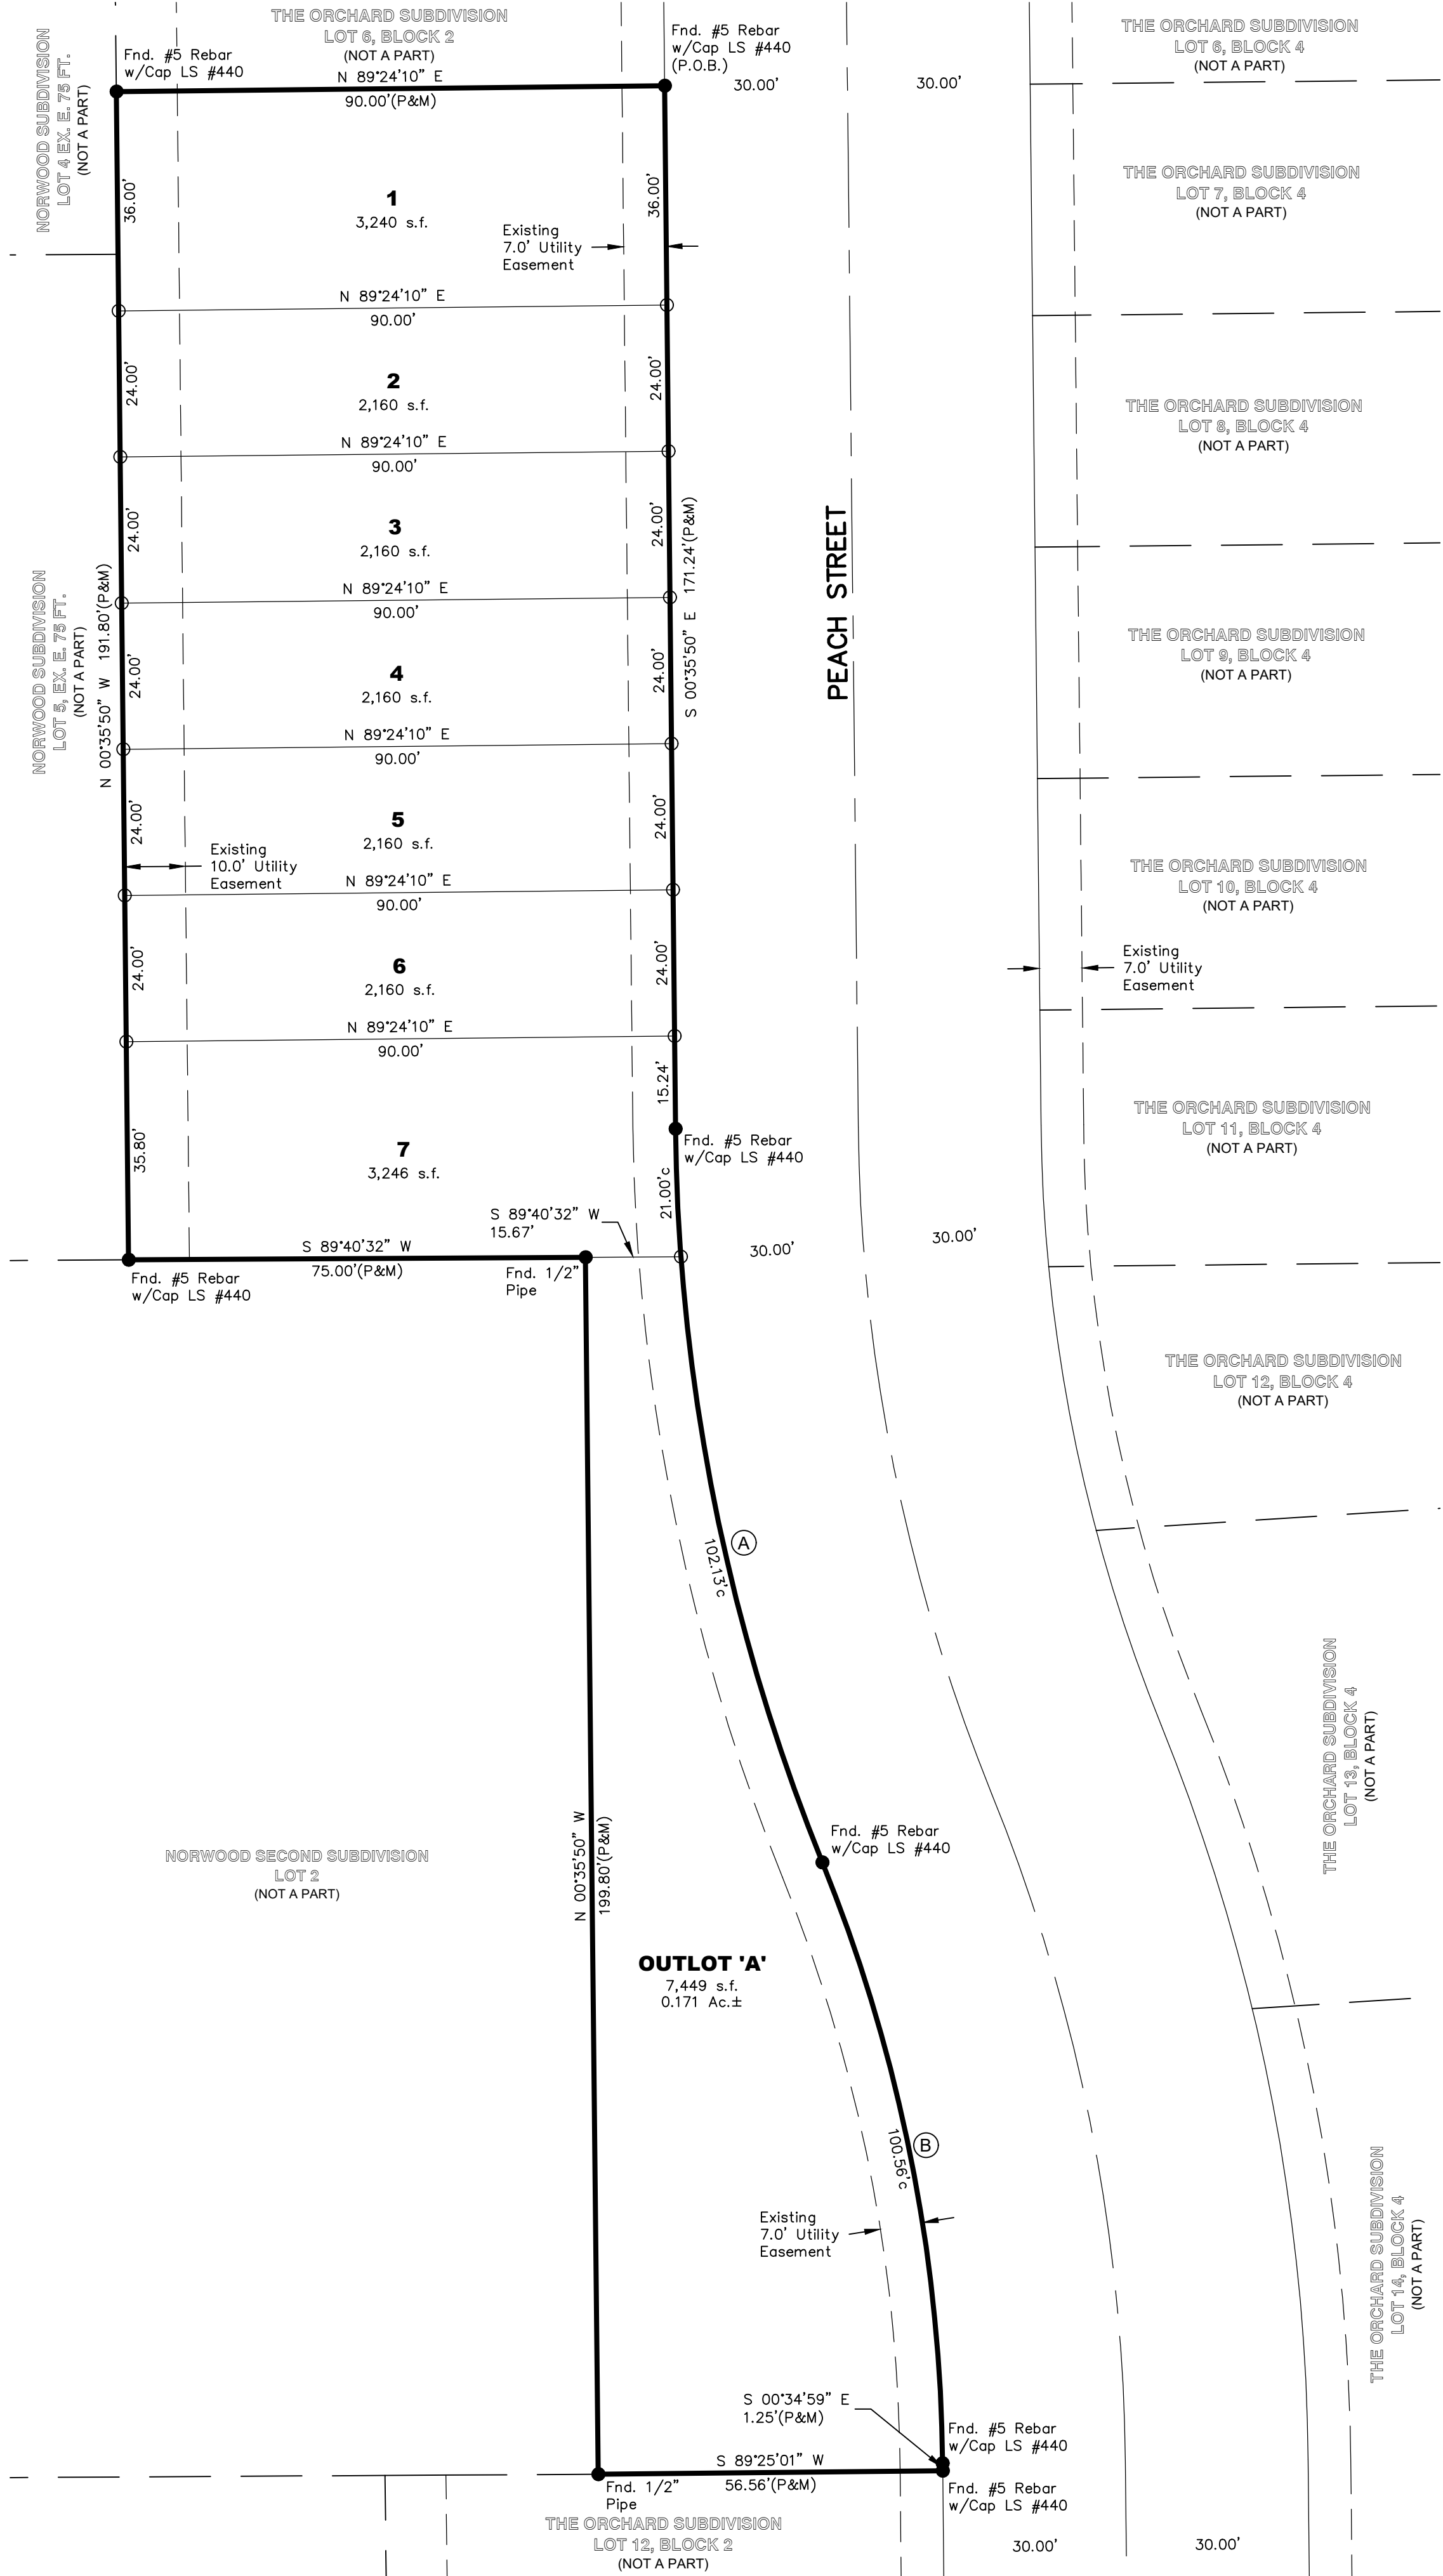 THE ORCHARD SUBDIVISION
LOT 6, BLOCK 2
(NOT A PART)
Fnd. #5 Rebar
w/Cap LS #440
Fnd. #5 Rebar
w/Cap LS #440
(P.O.B.)
N 89°24'10" E
90.00'(P&M)
30.00'
30.00'
THE ORCHARD SUBDIVISION
LOT 6, BLOCK 4
(NOT A PART)
NORWOOD SUBDIVISION
LOT 4 EX. E. 75 FT.
(NOT A PART)
36.00'
1
3,240 s.f.
36.00'
Existing
7.0' Utility
Easement
THE ORCHARD SUBDIVISION
LOT 7, BLOCK 4
(NOT A PART)
N 89°24'10" E
90.00'
24.00'
2
2,160 s.f.
24.00'
THE ORCHARD SUBDIVISION
LOT 8, BLOCK 4
(NOT A PART)
N 89°24'10" E
90.00'
24.00'
3
2,160 s.f.
24.00'
N 89°24'10" E
90.00'
NORWOOD SUBDIVISION
LOT 5, EX. E. 75 FT.
(NOT A PART)
N 00°35'50" W 191.80'(P&M)
S 00°35'50" E 171.24'(P&M)
PEACH STREET
24.00'
4
2,160 s.f.
24.00'
THE ORCHARD SUBDIVISION
LOT 9, BLOCK 4
(NOT A PART)
N 89°24'10" E
90.00'
24.00'
5
2,160 s.f.
24.00'
Existing
10.0' Utility
Easement
N 89°24'10" E
90.00'
THE ORCHARD SUBDIVISION
LOT 10, BLOCK 4
(NOT A PART)
24.00'
6
2,160 s.f.
24.00'
Existing
7.0' Utility
Easement
N 89°24'10" E
90.00'
15.24'
35.80'
7
3,246 s.f.
Fnd. #5 Rebar
w/Cap LS #440
21.00'c
THE ORCHARD SUBDIVISION
LOT 11, BLOCK 4
(NOT A PART)
S 89°40'32" W
15.67'
S 89°40'32" W
75.00'(P&M)
30.00'
30.00'
Fnd. #5 Rebar
w/Cap LS #440
Fnd. 1/2"
Pipe
THE ORCHARD SUBDIVISION
LOT 12, BLOCK 4
(NOT A PART)
A
102.13'c
THE ORCHARD SUBDIVISION
LOT 13, BLOCK 4
(NOT A PART)
Fnd. #5 Rebar
w/Cap LS #440
NORWOOD SECOND SUBDIVISION
LOT 2
(NOT A PART)
N 00°35'50" W
199.80'(P&M)
OUTLOT 'A'
7,449 s.f.
0.171 Ac.±
B
100.56'c
Existing
7.0' Utility
Easement
THE ORCHARD SUBDIVISION
LOT 14, BLOCK 4
(NOT A PART)
S 00°34'59" E
1.25'(P&M)
Fnd. #5 Rebar
w/Cap LS #440
S 89°25'01" W
56.56'(P&M)
Fnd. 1/2"
Pipe
Fnd. #5 Rebar
w/Cap LS #440
THE ORCHARD SUBDIVISION
LOT 12, BLOCK 2
(NOT A PART)
30.00'
30.00'